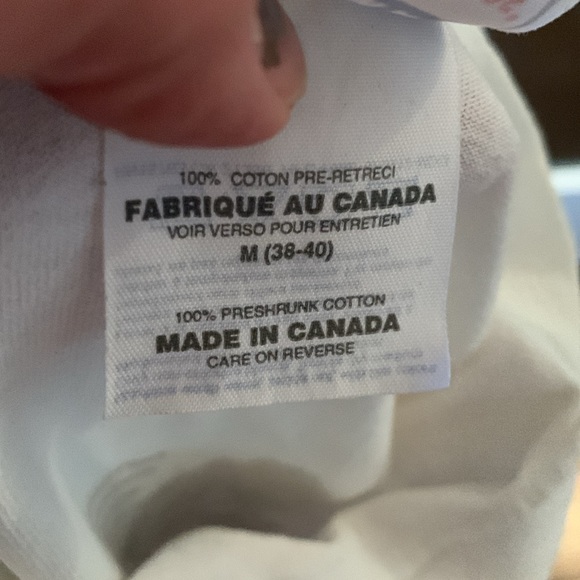 100% COTON PRE-RETRECI
FABRIQUÉ AU CANADA
VOIR VERSO POUR ENTRETIEN
M (38-40)
100% PRESHRUNK COTTON
MADE IN CANADA
CARE ON REVERSE